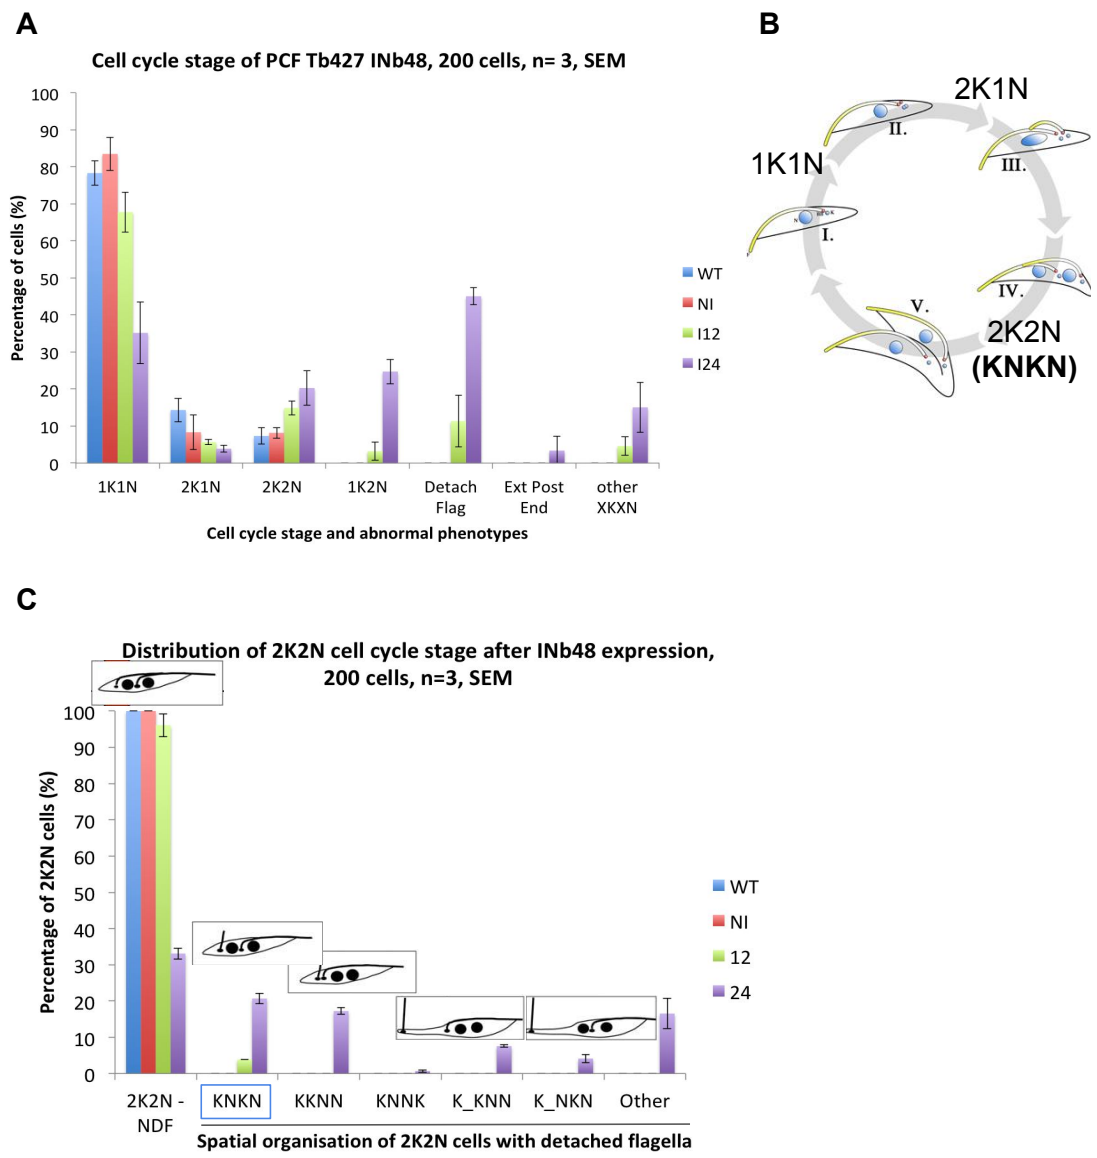 A
Cell cycle stage of PCF Tb427 INb48, 200 cells, n= 3, SEM
Percentage of cells (%)
100
90
80
70
60
50
40
30
20
10
0
1K1N
2K1N
2K2N
1K2N
Detach
Flag
Ext Post
End
other
XKXN
Cell cycle stage and abnormal phenotypes
WT
NI
I12
I24
B
2K1N
1K1N
2K2N
(KNKN)
I.
II.
III.
IV.
V.
N
K
C
Distribution of 2K2N cell cycle stage after INb48 expression,
200 cells, n=3, SEM
Percentage of 2K2N cells (%)
100
90
80
70
60
50
40
30
20
10
0
2K2N -
NDF
KNKN
KKNN
KNNK
K_KNN
K_NKN
Other
Spatial organisation of 2K2N cells with detached flagella
WT
NI
12
24